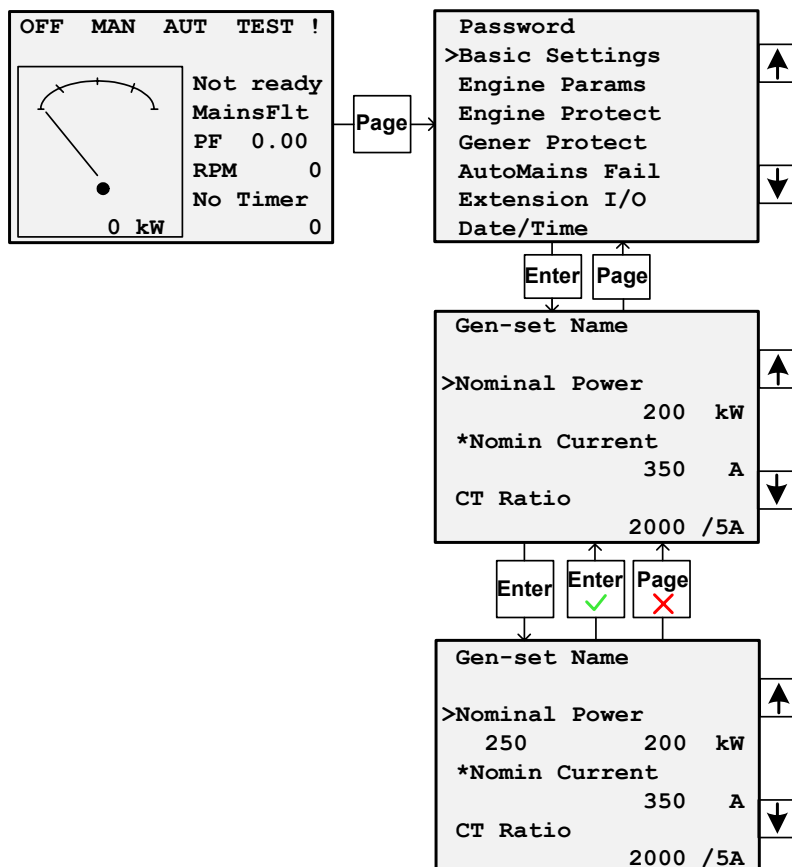 OFF MAN AUT TEST !
Not ready
MainsFlt
PF 0.00
RPM 0
No Timer
0 kW 0
Page
Password
>Basic Settings
Engine Params
Engine Protect
Gener Protect
AutoMains Fail
Extension I/O
Date/Time
Enter Page
Gen-set Name
>Nominal Power
200 kW
*Nomin Current
350 A
CT Ratio
2000 /5A
Enter Enter Page
Gen-set Name
>Nominal Power
250 200 kW
*Nomin Current
350 A
CT Ratio
2000 /5A